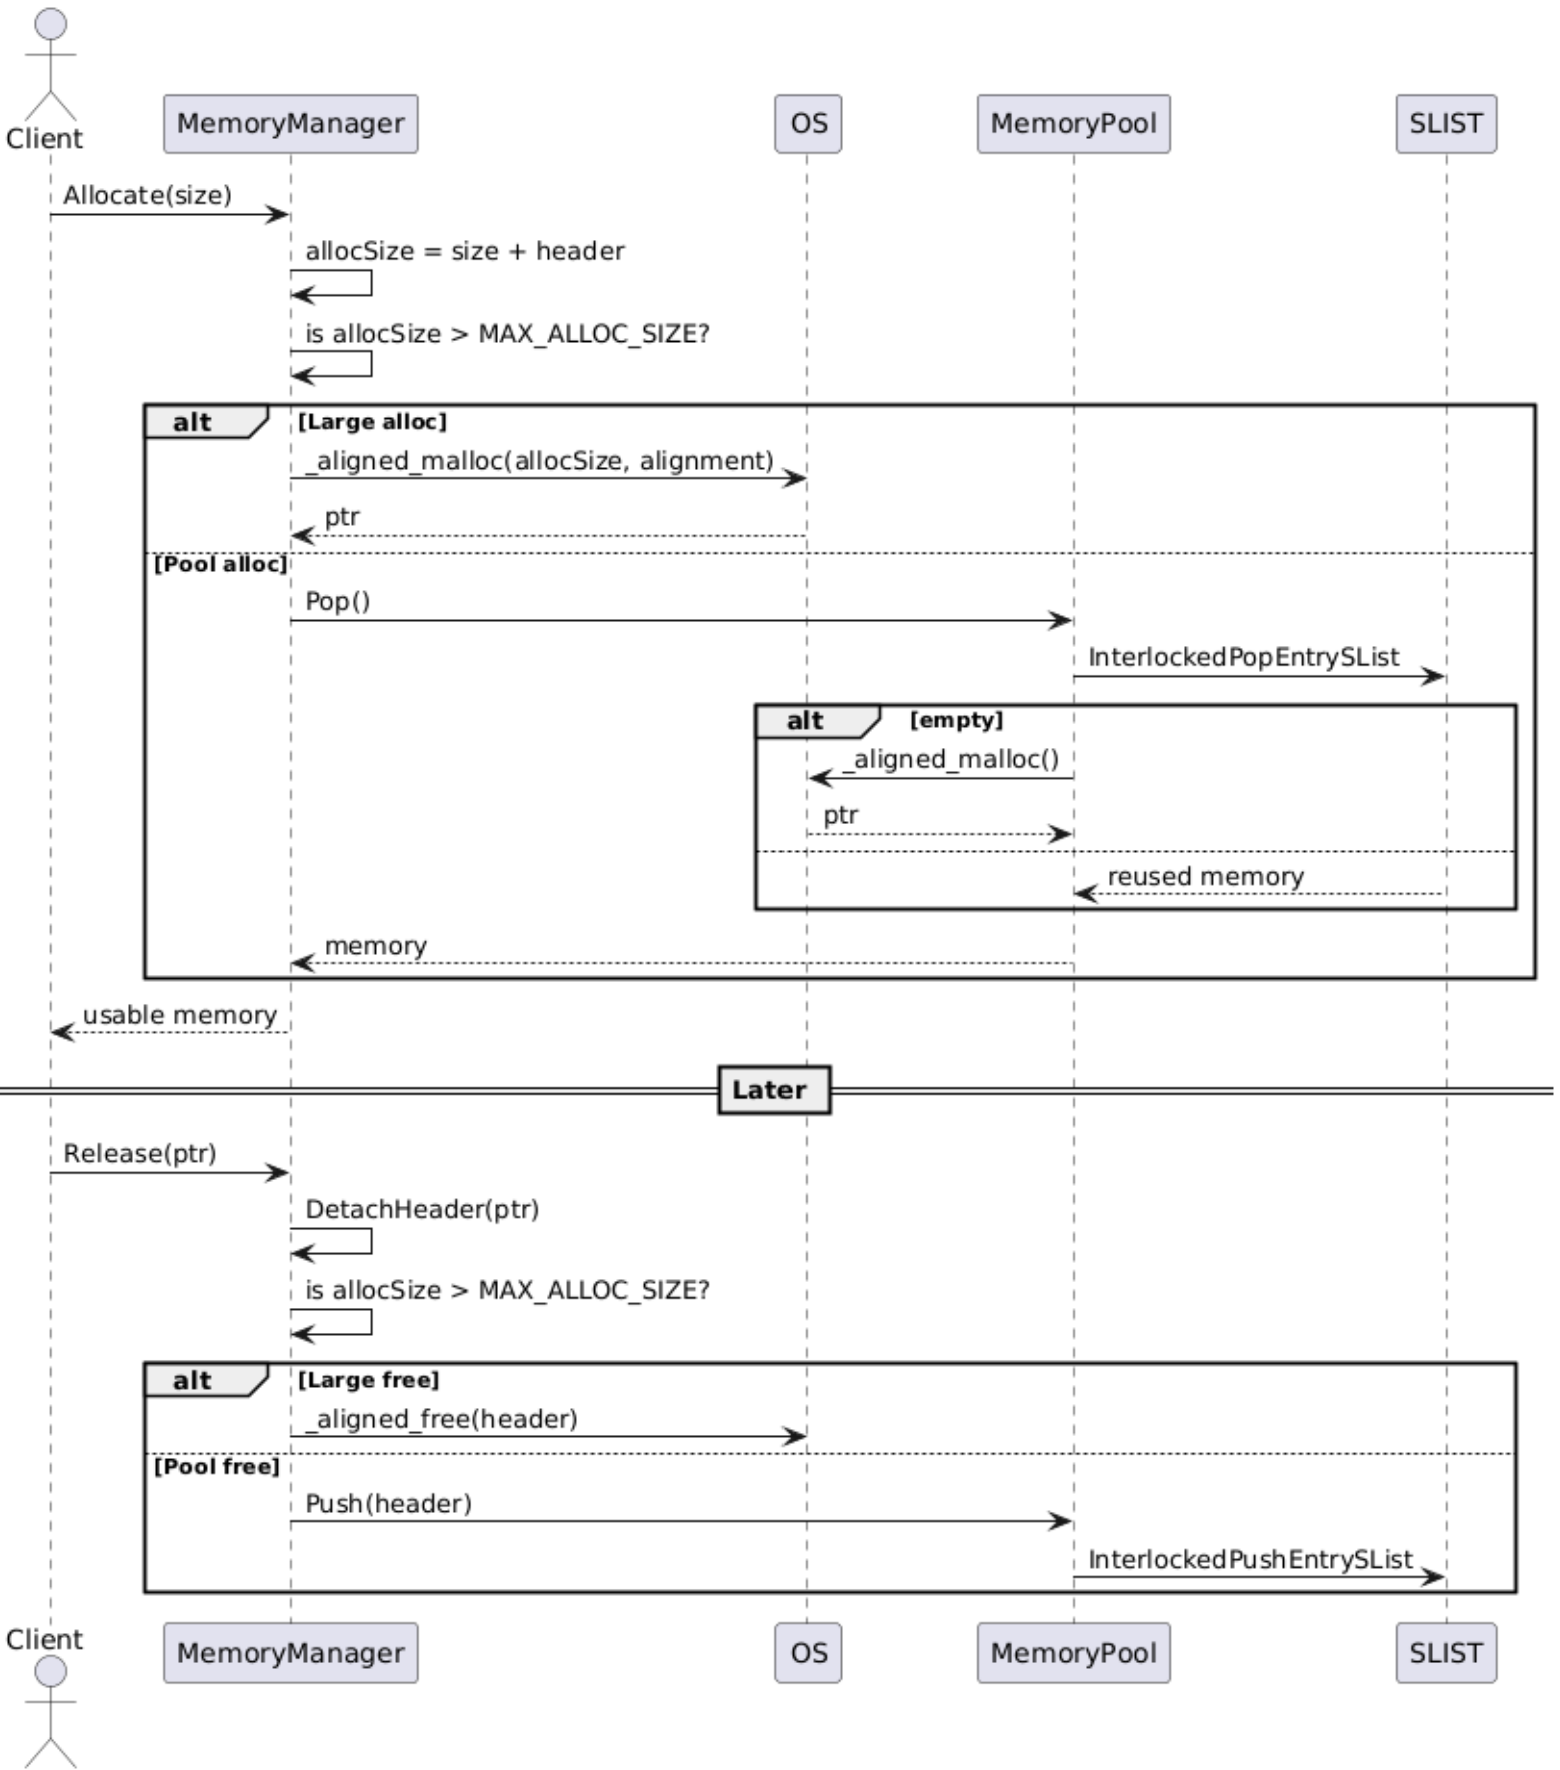 Client
MemoryManager
OS
MemoryPool
SLIST
Allocate(size)
allocSize = size + header
is allocSize > MAX_ALLOC_SIZE?
alt
[Large alloc]
_aligned_malloc(allocSize, alignment)
ptr
[Pool alloc]
Pop()
InterlockedPopEntrySList
alt
[empty]
_aligned_malloc()
ptr
reused memory
memory
usable memory
Later
Release(ptr)
DetachHeader(ptr)
is allocSize > MAX_ALLOC_SIZE?
alt
[Large free]
_aligned_free(header)
[Pool free]
Push(header)
InterlockedPushEntrySList
Client
MemoryManager
OS
MemoryPool
SLIST